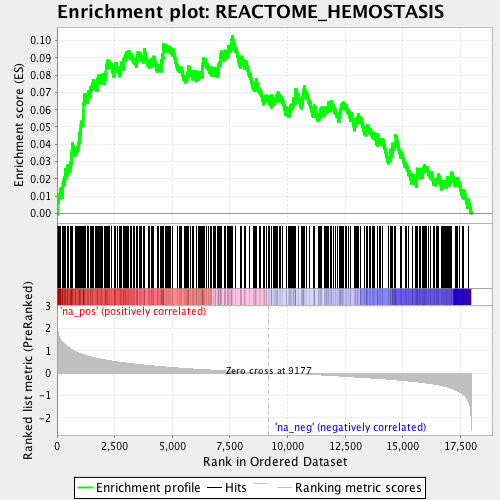 Enrichment plot: REACTOME_HEMOSTASIS
Enrichment score (ES)
0.10
0.09
0.08
0.07
0.06
0.05
0.04
0.03
0.02
0.01
0.00
Ranked list metric (PreRanked)
'na_pos' (positively correlated)
3
2
1
0
-1
-2
Zero cross at 9177
'na_neg' (negatively correlated)
0
2,500
5,000
7,500
10,000
12,500
15,000
17,500
Rank in Ordered Dataset
Enrichment profile
Hits
Ranking metric scores